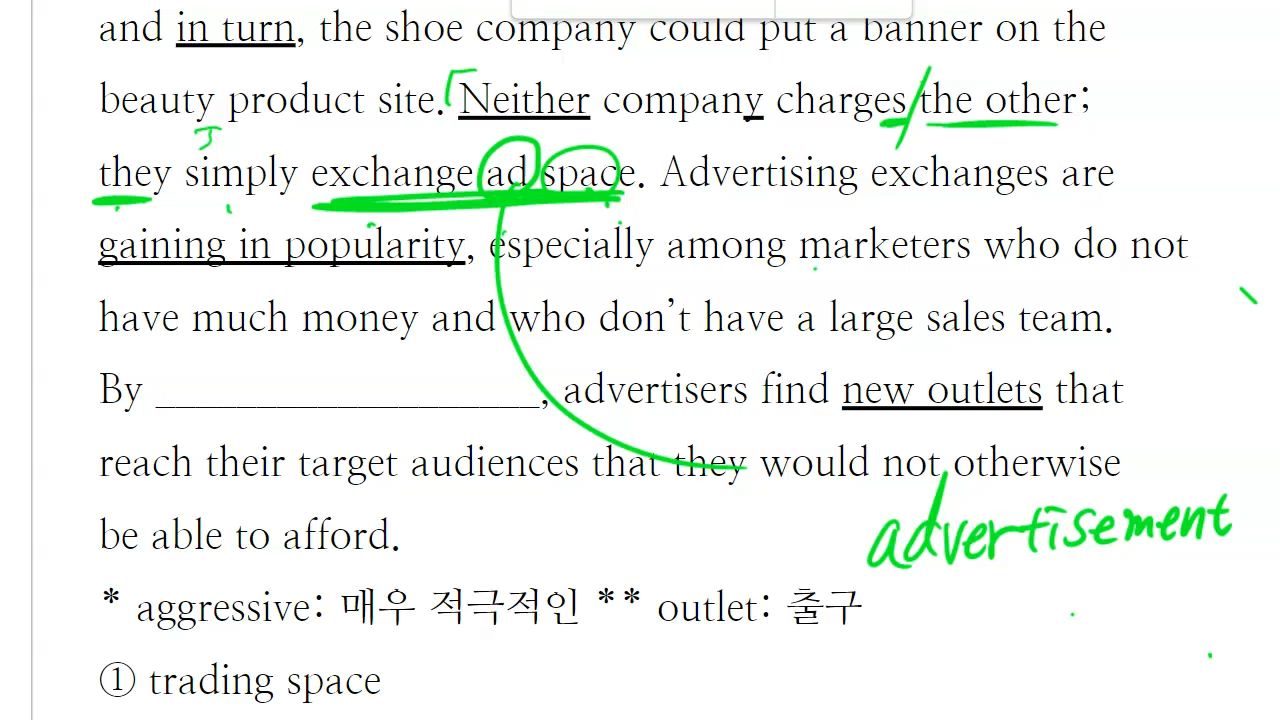 and in turn, the shoe company could put a banner on the
beauty product site. Neither company charges the other;
they simply exchange ad space. Advertising exchanges are
gaining in popularity, especially among marketers who do not
have much money and who don't have a large sales team.
By ___________________, advertisers find new outlets that
reach their target audiences that they would not otherwise
be able to afford.
advertisement
* aggressive: 매우 적극적인 ** outlet: 출구
① trading space